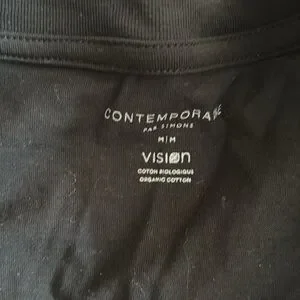 CONTEMPORAINE
PAR SIMONS
M|M
VISION
COTON BIOLOGIQUE
ORGANIC COTTON